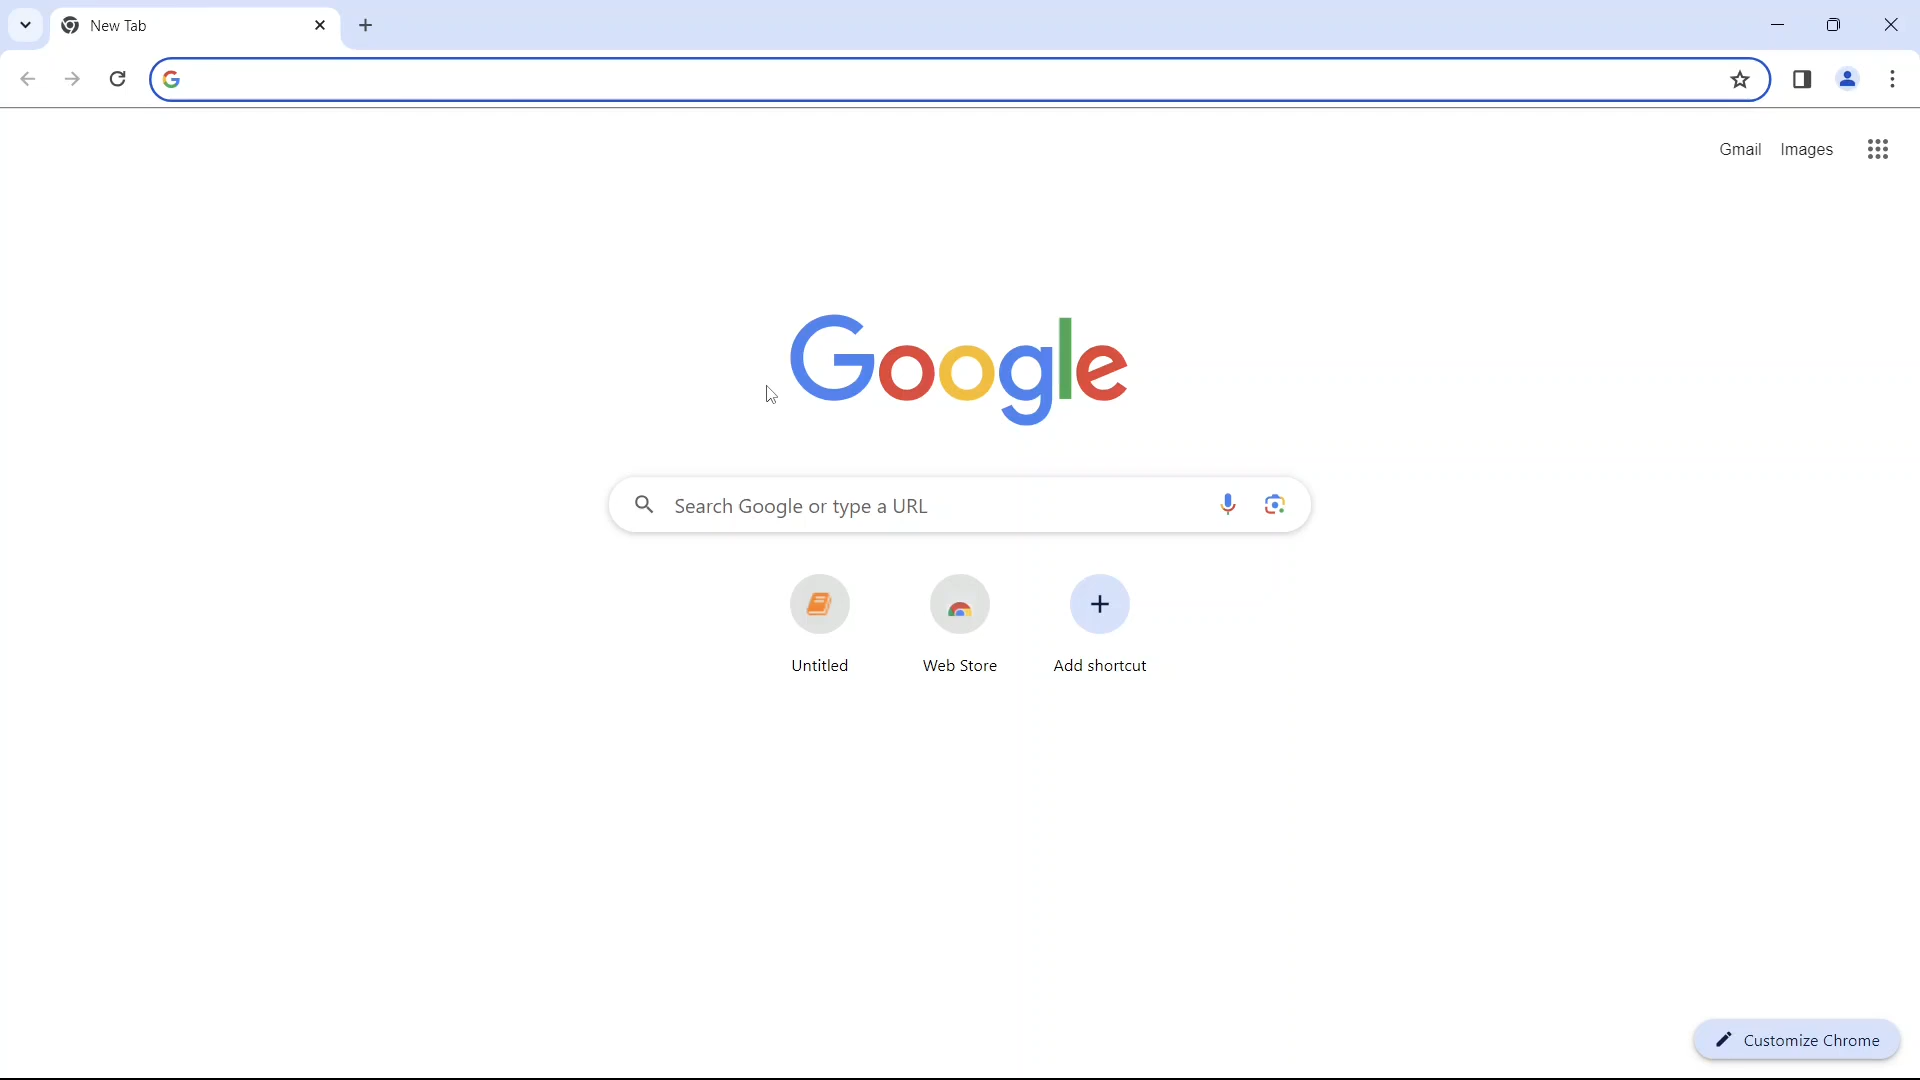 New Tab
Gmail Images
Google
Search Google or type a URL
Untitled Web Store Add shortcut
Customize Chrome